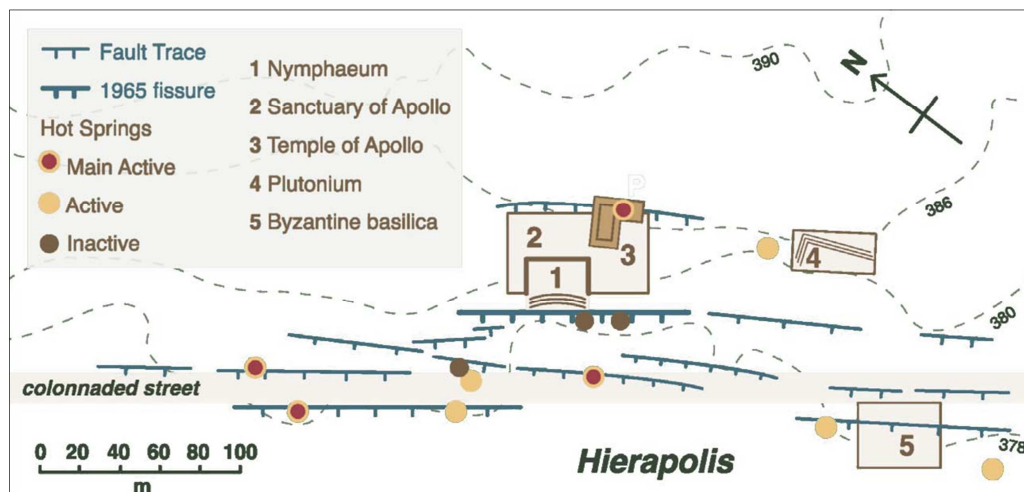 Fault Trace
1965 fissure
Hot Springs
Main Active
Active
Inactive
1 Nymphaeum
2 Sanctuary of Apollo
3 Temple of Apollo
4 Plutonium
5 Byzantine basilica
390
N
386
P
2
3
4
1
380
colonnaded street
5
378
0 20 40 60 80 100
m
Hierapolis